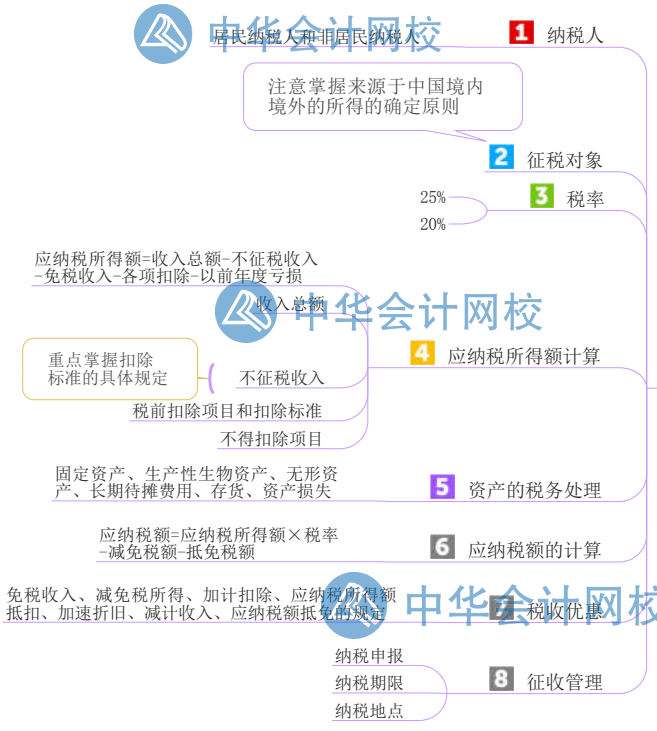 中华会计网校
居民纳税人和非居民纳税人
1 纳税人
注意掌握来源于中国境内
境外的所得的确定原则
2 征税对象
3 税率
25%
20%
应纳税所得额=收入总额-不征税收入
-免税收入-各项扣除-以前年度亏损
中华会计网校
收入总额
4 应纳税所得额计算
重点掌握扣除
标准的具体规定
不征税收入
税前扣除项目和扣除标准
不得扣除项目
固定资产、生产性生物资产、无形资
产、长期待摊费用、存货、资产损失
5 资产的税务处理
应纳税额=应纳税所得额×税率
-减免税额-抵免税额
6 应纳税额的计算
免税收入、减免税所得、加计扣除、应纳税所得额
抵扣、加速折旧、减计收入、应纳税额抵免的规定
中华会计网校
7 税收优惠
纳税申报
纳税期限
纳税地点
8 征收管理